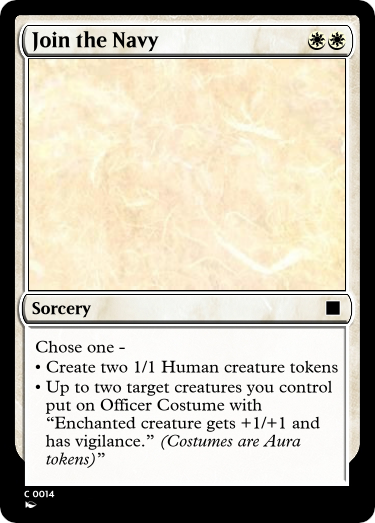 Join the Navy
Sorcery
Chose one -
• Create two 1/1 Human creature tokens
• Up to two target creatures you control
put on Officer Costume with
“Enchanted creature gets +1/+1 and
has vigilance.” (Costumes are Aura
tokens)”
C 0014